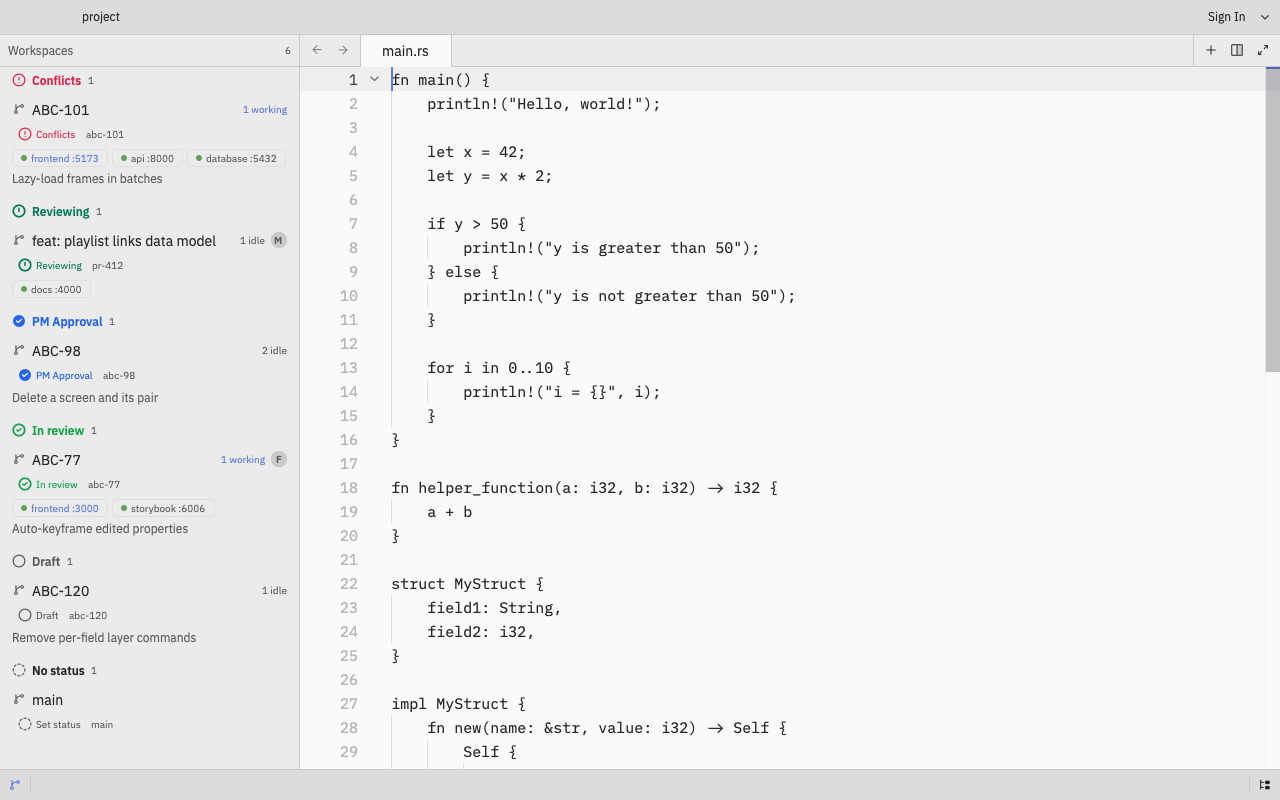 project
Sign In
Workspaces 6
main.rs
Conflicts 1
ABC-101 1 working
Conflicts abc-101
frontend :5173 api :8000 database :5432
Lazy-load frames in batches
Reviewing 1
feat: playlist links data model 1 idle M
Reviewing pr-412
docs :4000
PM Approval 1
ABC-98 2 idle
PM Approval abc-98
Delete a screen and its pair
In review 1
ABC-77 1 working F
In review abc-77
frontend :3000 storybook :6006
Auto-keyframe edited properties
Draft 1
ABC-120 1 idle
Draft abc-120
Remove per-field layer commands
No status 1
main
Set status main
1 fn main() {
2 println!("Hello, world!");
3
4 let x = 42;
5 let y = x * 2;
6
7 if y > 50 {
8 println!("y is greater than 50");
9 } else {
10 println!("y is not greater than 50");
11 }
12
13 for i in 0..10 {
14 println!("i = {}", i);
15 }
16 }
17
18 fn helper_function(a: i32, b: i32) -> i32 {
19 a + b
20 }
21
22 struct MyStruct {
23 field1: String,
24 field2: i32,
25 }
26
27 impl MyStruct {
28 fn new(name: &str, value: i32) -> Self {
29 Self {